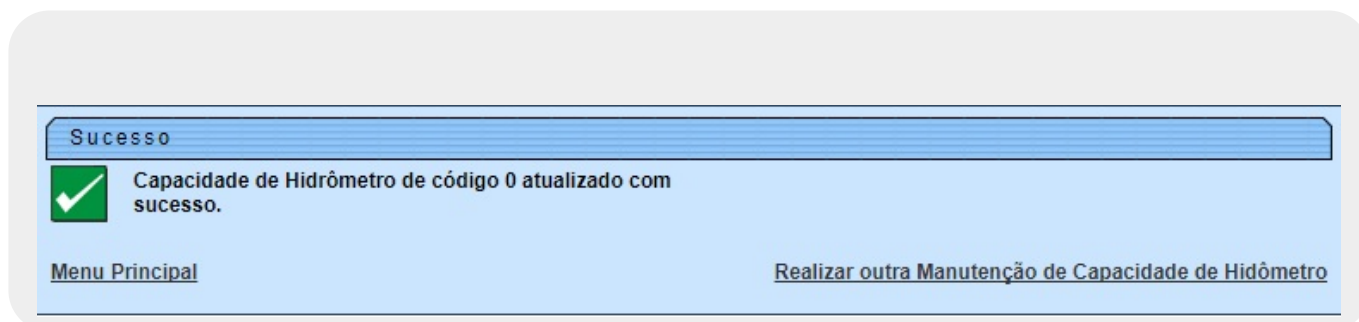 Sucesso
Capacidade de Hidrômetro de código 0 atualizado com
sucesso.
Menu Principal
Realizar outra Manutenção de Capacidade de Hidômetro